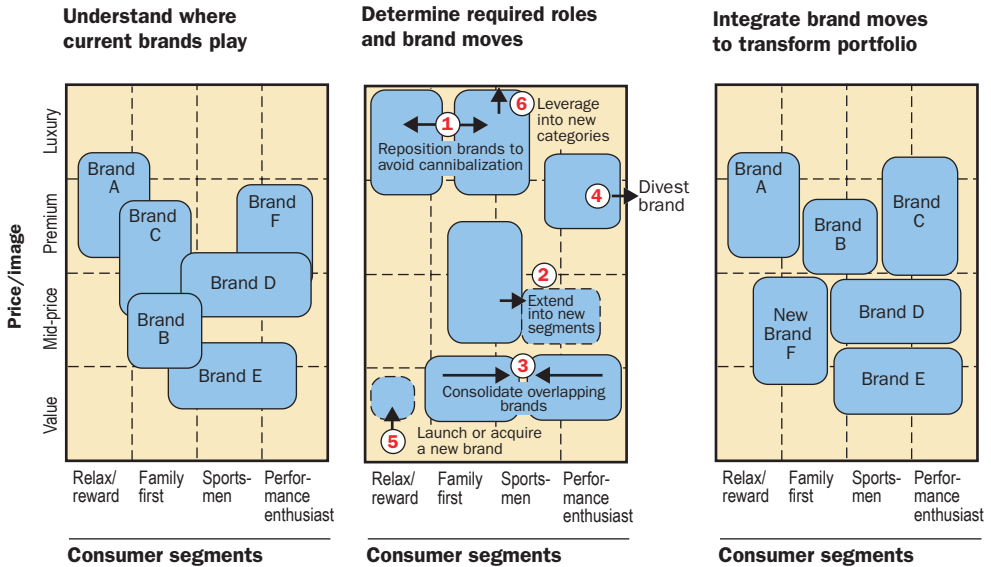 Understand where
current brands play
Price/image
Luxury
Premium
Mid-price
Value
Brand
A
Brand
C
Brand
F
Brand D
Brand
B
Brand E
Relax/
reward
Family
first
Sports-
men
Perfor-
mance
enthusiast
Consumer segments
Determine required roles
and brand moves
1
Reposition brands to
avoid cannibalization
6
Leverage
into new
categories
4
Divest
brand
2
Extend
into new
segments
3
Consolidate overlapping
brands
5
Launch or acquire
a new brand
Relax/
reward
Family
first
Sports-
men
Perfor-
mance
enthusiast
Consumer segments
Integrate brand moves
to transform portfolio
Brand
A
Brand
B
Brand
C
New
Brand
F
Brand D
Brand E
Relax/
reward
Family
first
Sports-
men
Perfor-
mance
enthusiast
Consumer segments